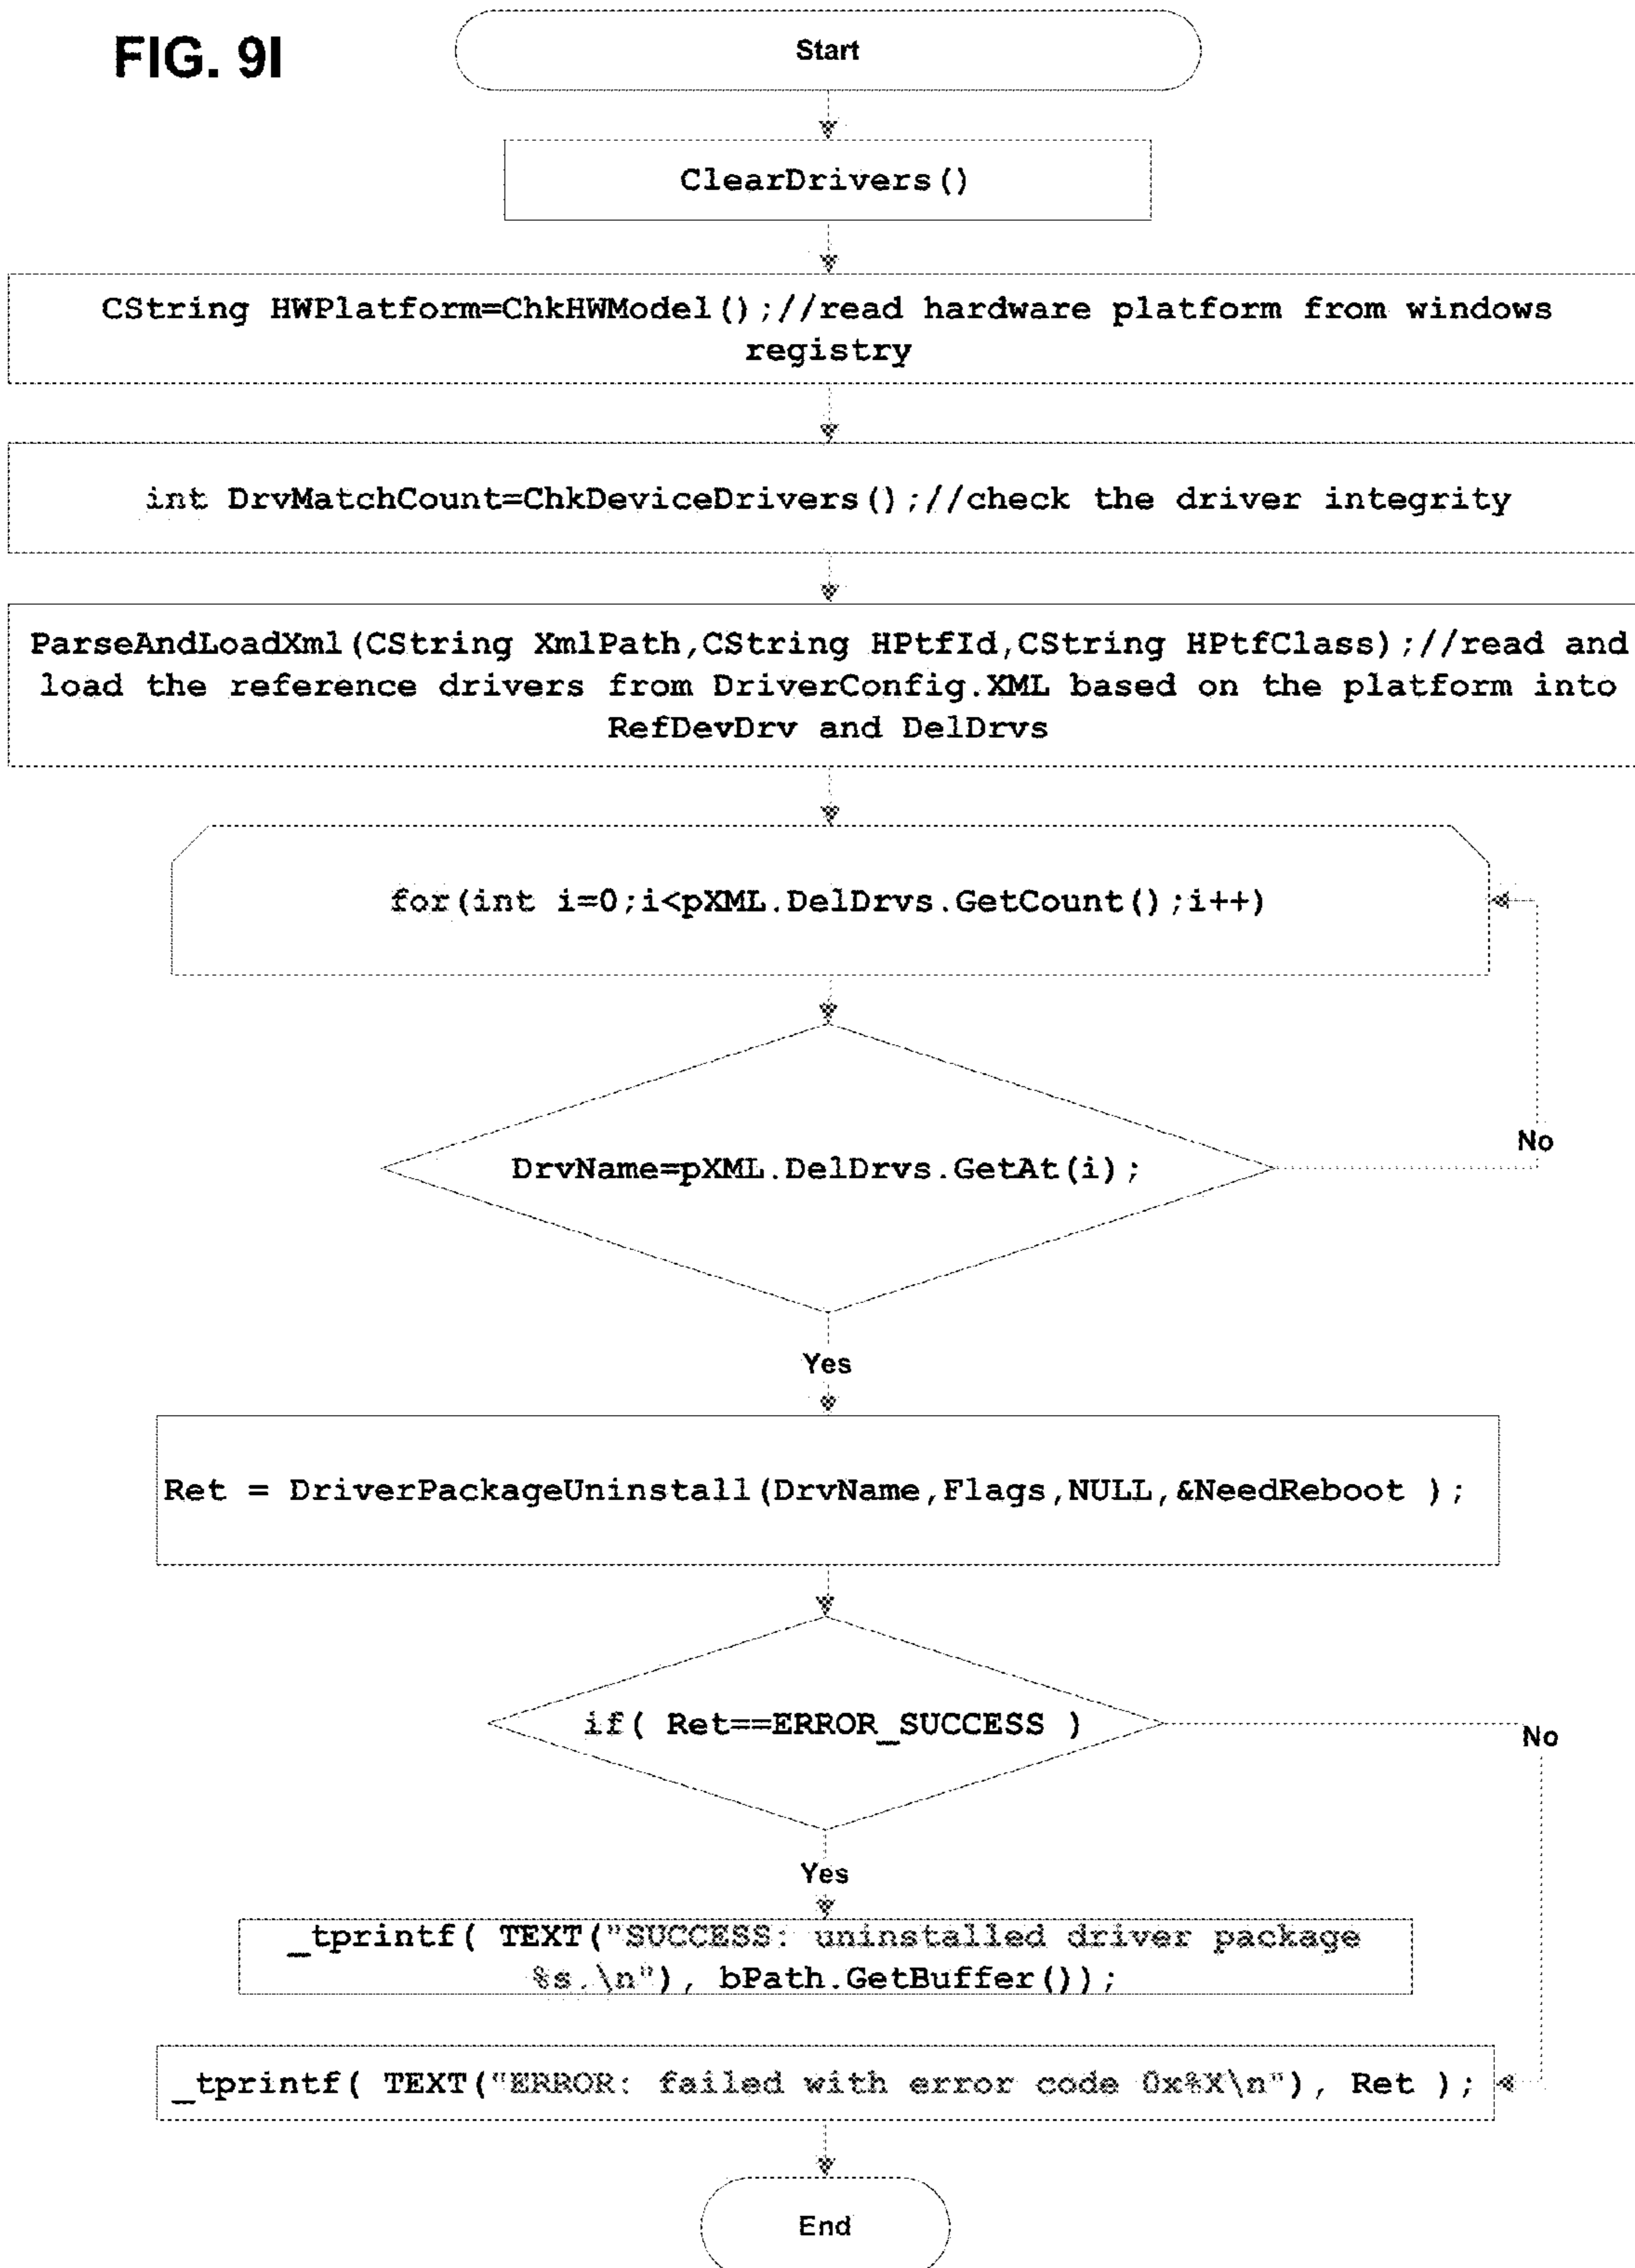 FIG. 9I
Start
ClearDrivers()
CString HWPlatform=ChkHWModel();//read hardware platform from windows
registry
int DrvMatchCount=ChkDeviceDrivers();//check the driver integrity
ParseAndLoadXml(CString XmlPath,CString HPtfId,CString HPtfClass);//read and
load the reference drivers from DriverConfig.XML based on the platform into
RefDevDrv and DelDrvs
for(int i=0;i<pXML.DelDrvs.GetCount();i++)
No
DrvName=pXML.DelDrvs.GetAt(i);
Yes
Ret = DriverPackageUninstall(DrvName,Flags,NULL,&NeedReboot );
if( Ret==ERROR_SUCCESS )
No
Yes
_tprintf( TEXT("SUCCESS: uninstalled driver package
%s.\n"), bPath.GetBuffer());
_tprintf( TEXT("ERROR: failed with error code 0x%X\n"), Ret );
End